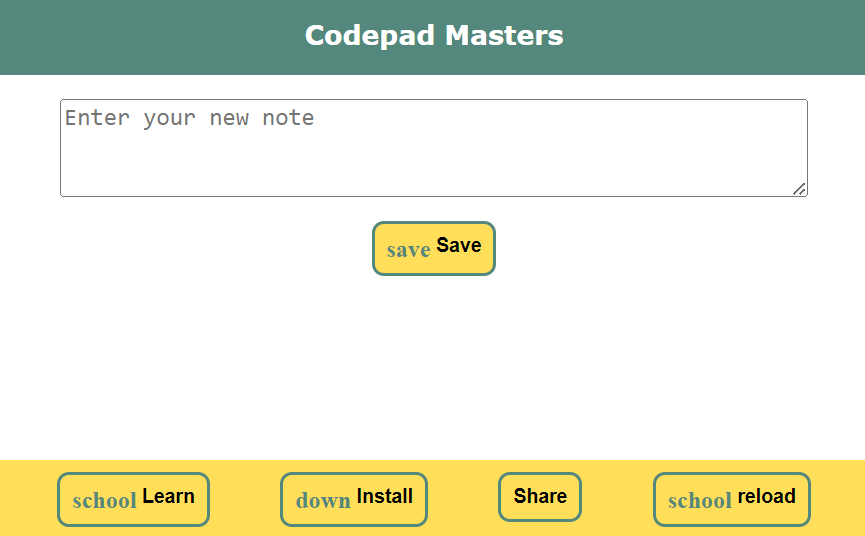 Codepad Masters
Enter your new note
save Save
school Learn down Install Share school reload